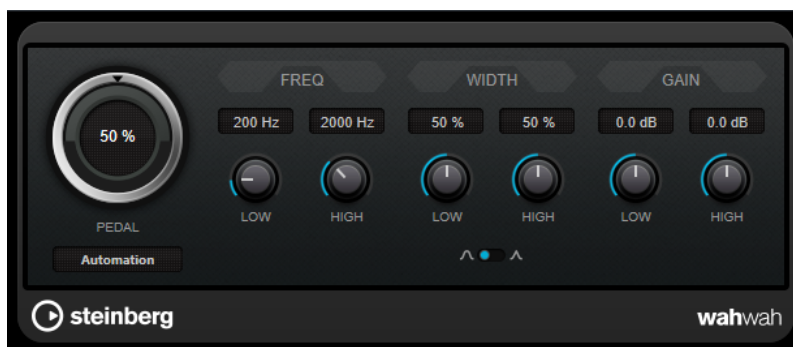 FREQ WIDTH GAIN
50 % 200 Hz 2000 Hz 50 % 50 % 0.0 dB 0.0 dB
LOW HIGH LOW HIGH LOW HIGH
PEDAL
Automation
steinberg wahwah